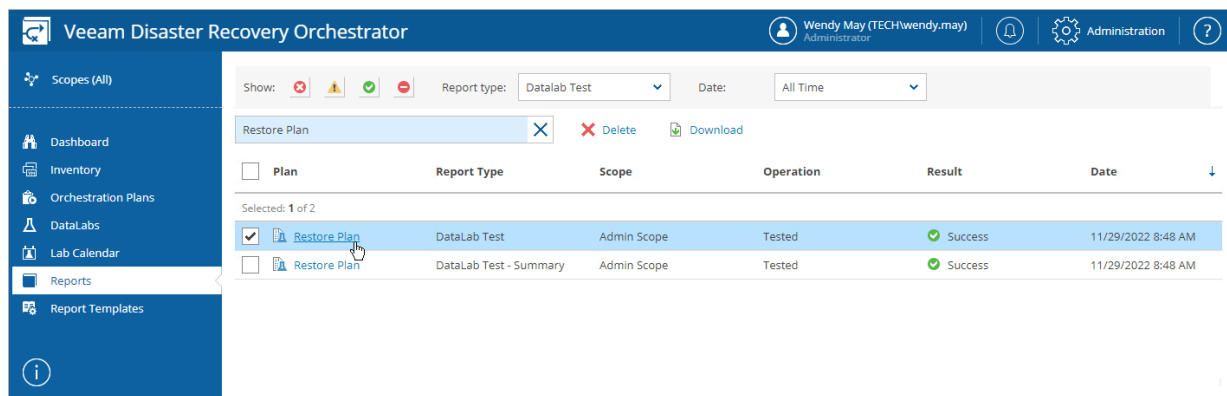 Veeam Disaster Recovery Orchestrator
Wendy May (TECH\wendy.may)
Administrator
Administration
?
Scopes (All)
Dashboard
Inventory
Orchestration Plans
DataLabs
Lab Calendar
Reports
Report Templates
Show: Report type: Datalab Test Date: All Time
Restore Plan Delete Download
Plan Report Type Scope Operation Result Date
Selected: 1 of 2
Restore Plan DataLab Test Admin Scope Tested Success 11/29/2022 8:48 AM
Restore Plan DataLab Test - Summary Admin Scope Tested Success 11/29/2022 8:48 AM